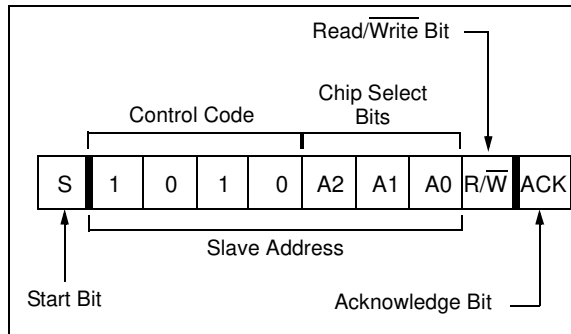 Read/Write Bit
Chip Select
Control Code Bits
S 1 0 1 0 A2 A1 A0 R/W ACK
Slave Address
Start Bit
Acknowledge Bit